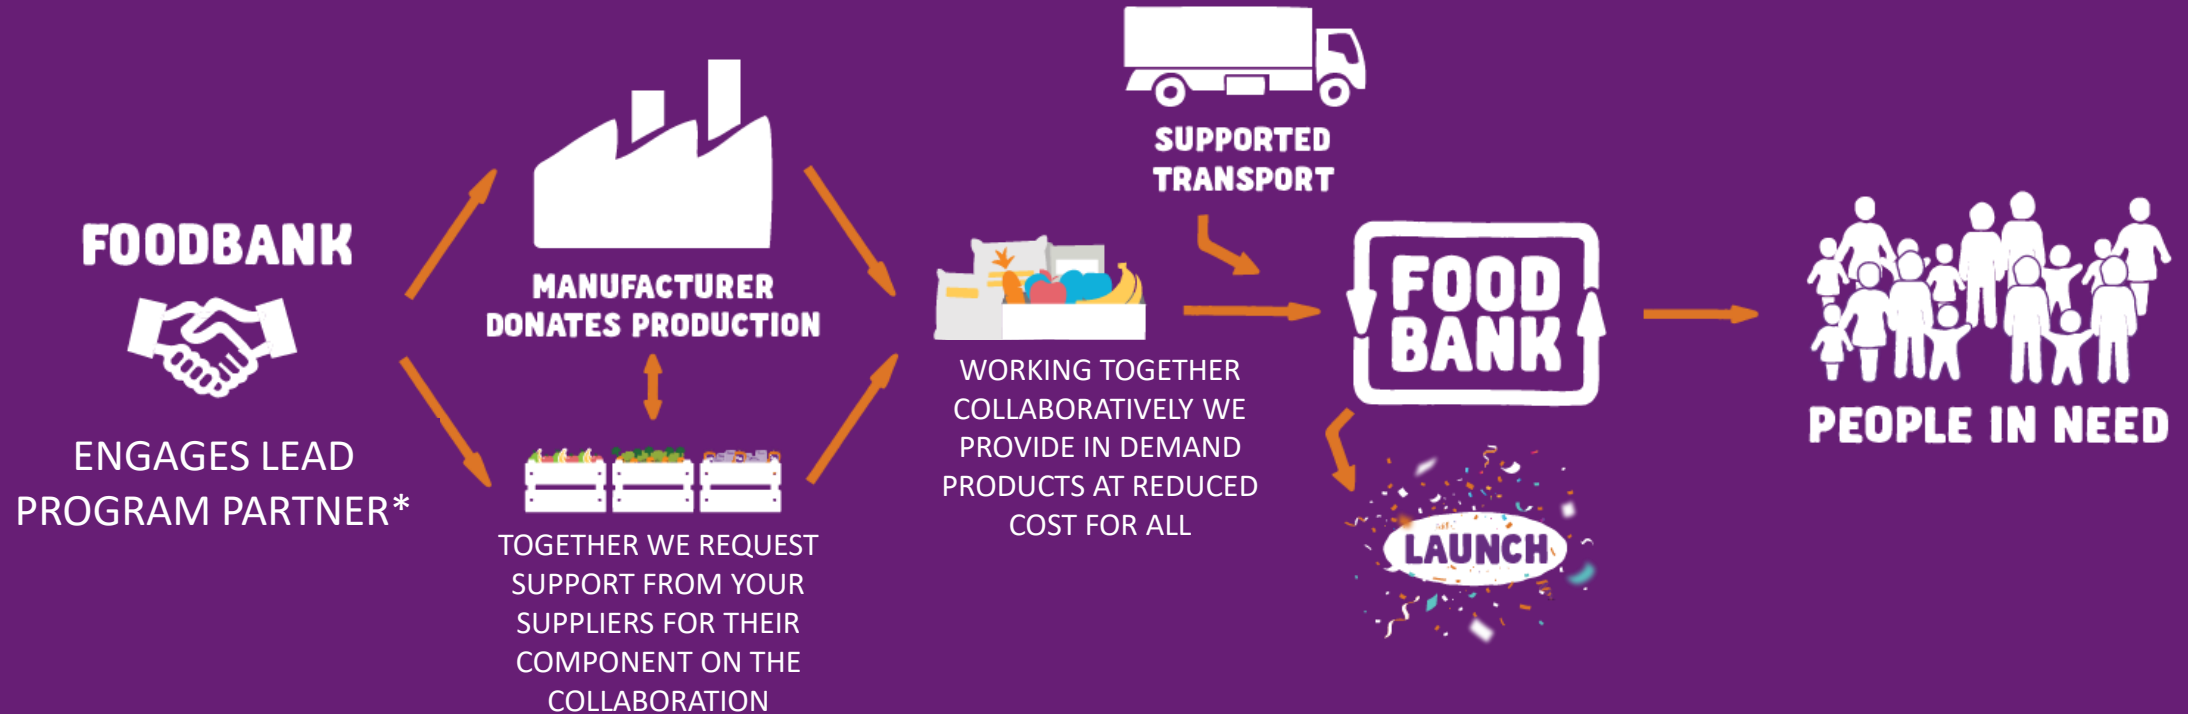 FOODBANK
ENGAGES LEAD
PROGRAM PARTNER*
MANUFACTURER
DONATES PRODUCTION
TOGETHER WE REQUEST
SUPPORT FROM YOUR
SUPPLIERS FOR THEIR
COMPONENT ON THE
COLLABORATION
WORKING TOGETHER
COLLABORATIVELY WE
PROVIDE IN DEMAND
PRODUCTS AT REDUCED
COST FOR ALL
SUPPORTED
TRANSPORT
FOOD
BANK
LAUNCH
PEOPLE IN NEED